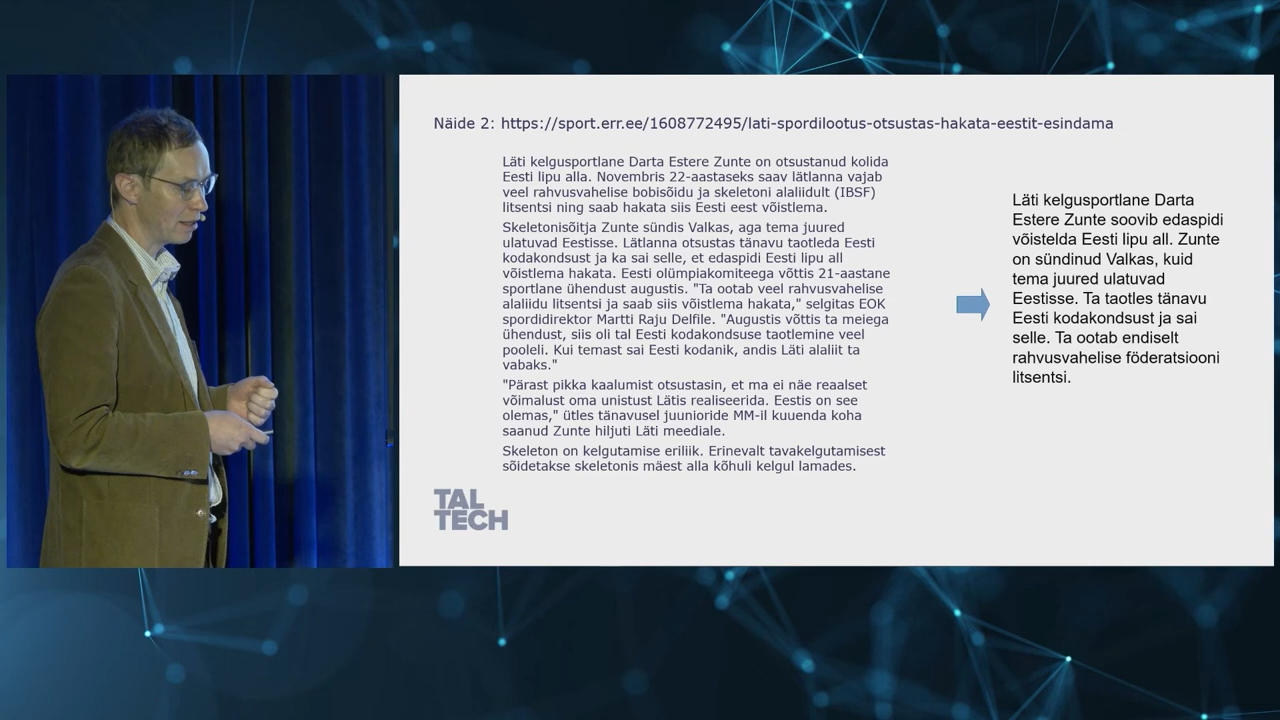 Näide 2: https://sport.err.ee/1608772495/lati-spordilootus-otsustas-hakata-eestit-esindama
Läti kelgusportlane Darta Estere Zunte on otsustanud kolida
Eesti lipu alla. Novembris 22-aastaseks saav lätlanna vajab
veel rahvusvahelise bobisõidu ja skeletoni alaliidult (IBSF)
litsentsi ning saab hakata siis Eesti eest võistlema.
Skeletonisõitja Zunte sündis Valkas, aga tema juured
ulatuvad Eestisse. Lätlanna otsustas tänavu taotleda Eesti
kodakondsust ja ka sai selle, et edaspidi Eesti lipu all
võistlema hakata. Eesti olümpiakomiteega võttis 21-aastane
sportlane ühendust augustis. "Ta ootab veel rahvusvahelise
alaliidu litsentsi ja saab siis võistlema hakata," selgitas EOK
spordidirektor Martti Raju Delfile. "Augustis võttis ta meiega
ühendust, siis oli tal Eesti kodakondsuse taotlemine veel
pooleli. Kui temast sai Eesti kodanik, andis Läti alaliit ta
vabaks."
"Pärast pikka kaalumist otsustasin, et ma ei näe reaalset
võimalust oma unistust Lätis realiseerida. Eestis on see
olemas," ütles tänavusel juunioride MM-il kuuenda koha
saanud Zunte hiljuti Läti meediale.
Skeleton on kelgutamise eriliik. Erinevalt tavakelgutamisest
sõidetakse skeletonis mäest alla kõhuli kelgul lamades.
Läti kelgusportlane Darta
Estere Zunte soovib edaspidi
võistelda Eesti lipu all. Zunte
on sündinud Valkas, kuid
tema juured ulatuvad
Eestisse. Ta taotles tänavu
Eesti kodakondsust ja sai
selle. Ta ootab endiselt
rahvusvahelise föderatsiooni
litsentsi.
TAL
TECH